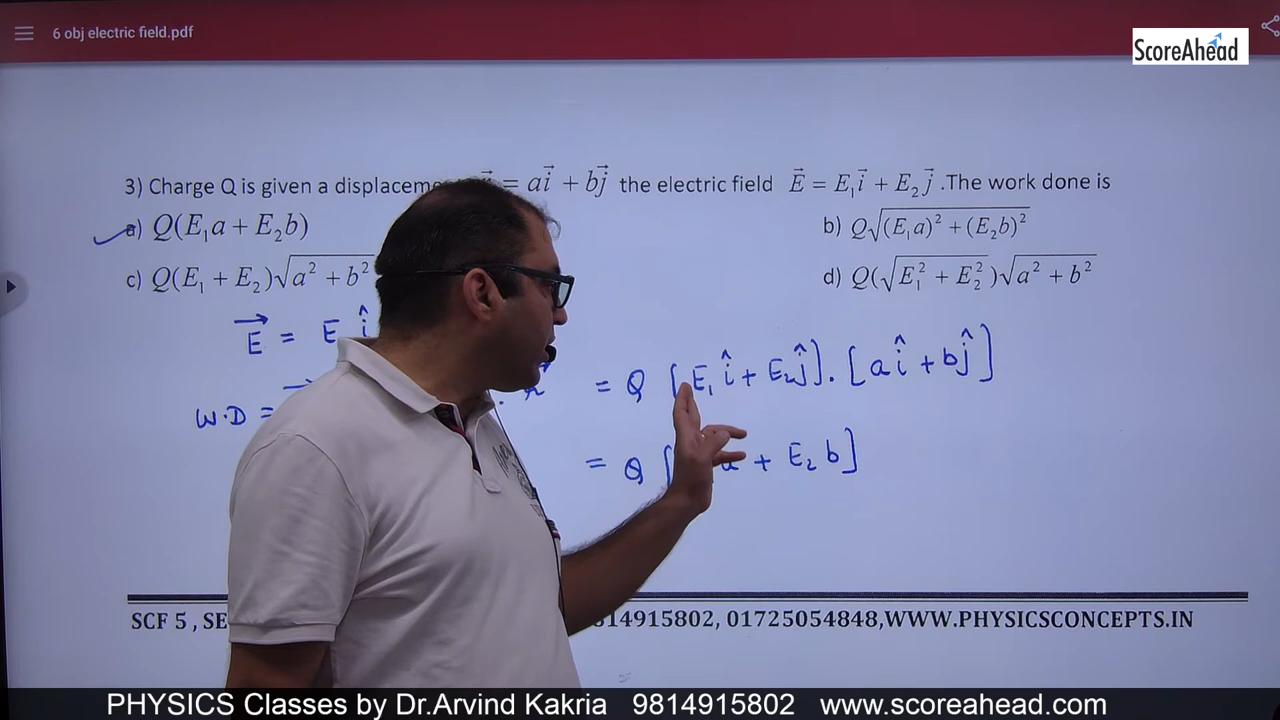 6 obj electric field.pdf
ScoreAhead
3) Charge Q is given a displaceme = ai⃗ + bj⃗ the electric field E⃗ = E₁i⃗ + E₂j⃗ .The work done is
a) Q(E₁a + E₂b)
b) Q√((E₁a)² + (E₂b)²)
c) Q(E₁ + E₂)√(a² + b²
d) Q(√(E₁² + E₂²))√(a² + b²)
E⃗ = E î
W.D = . r⃗ = Q [E₁î + E₂ĵ] . [aî + bĵ]
= Q [ a + E₂ b]
SCF 5 , SE 814915802, 01725054848,WWW.PHYSICSCONCEPTS.IN
PHYSICS Classes by Dr.Arvind Kakria 9814915802 www.scoreahead.com